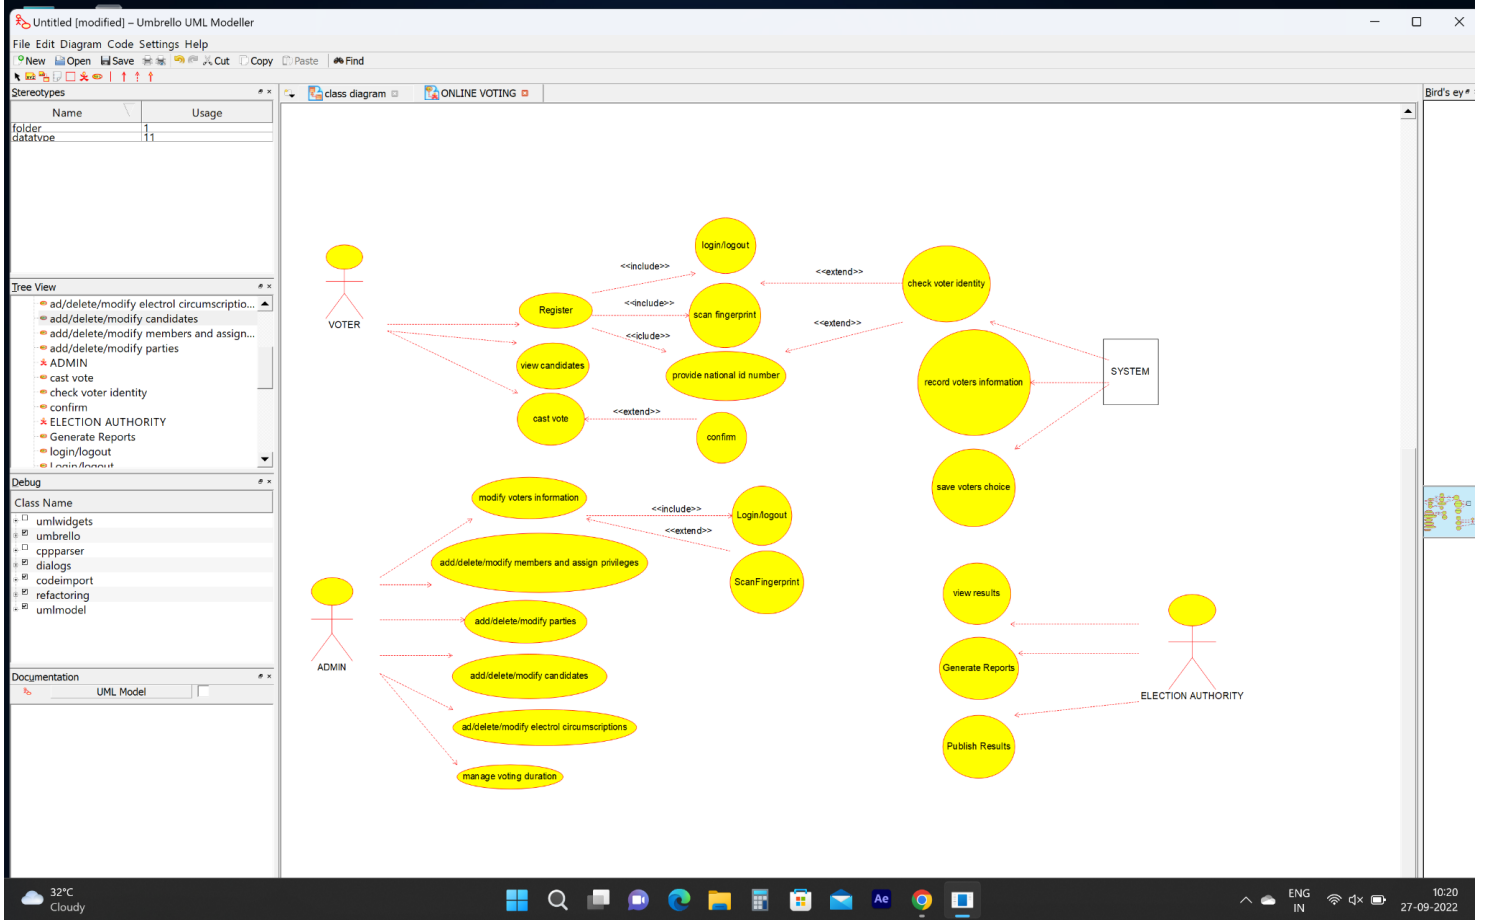 Untitled [modified] – Umbrello UML Modeller
File Edit Diagram Code Settings Help
New Open Save Cut Copy Paste Find
Stereotypes
Name Usage
folder 1
datatype 11
Tree View
ad/delete/modify electrol circumscriptio...
add/delete/modify candidates
add/delete/modify members and assign...
add/delete/modify parties
ADMIN
cast vote
check voter identity
confirm
ELECTION AUTHORITY
Generate Reports
login/logout
Login/logout
Debug
Class Name
umlwidgets
umbrello
cppparser
dialogs
codeimport
refactoring
umlmodel
Documentation
UML Model
class diagram
ONLINE VOTING
Bird's ey
VOTER
Register
view candidates
cast vote
<<include>>
<<include>>
<<iclude>>
<<extend>>
login/logout
scan fingerprint
provide national id number
confirm
<<extend>>
<<extend>>
check voter identity
record voters information
save voters choice
SYSTEM
ADMIN
modify voters information
add/delete/modify members and assign privileges
add/delete/modify parties
add/delete/modify candidates
ad/delete/modify electrol circumscriptions
manage voting duration
<<include>>
<<extend>>
Login/logout
ScanFingerprint
view results
Generate Reports
Publish Results
ELECTION AUTHORITY
32°C
Cloudy
Ae
ENG
IN
10:20
27-09-2022